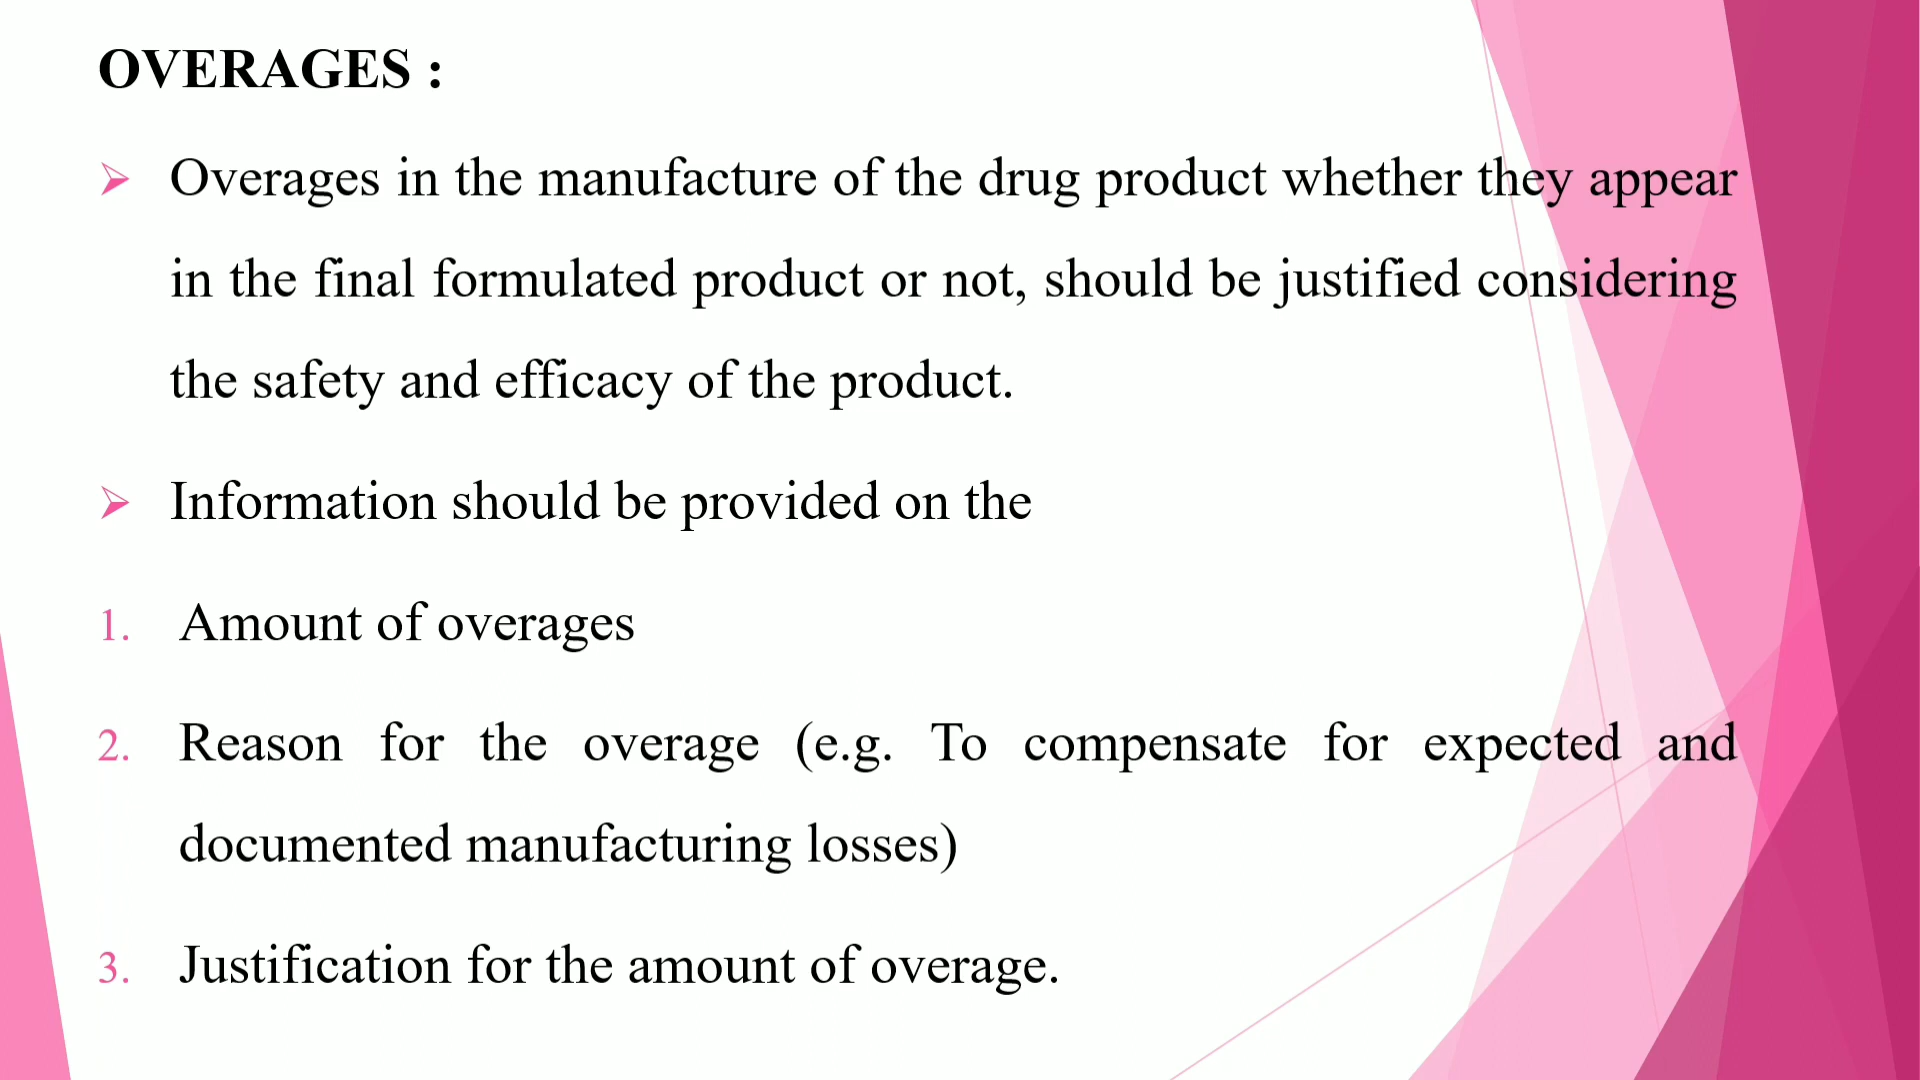 OVERAGES :
➢ Overages in the manufacture of the drug product whether they appear
in the final formulated product or not, should be justified considering
the safety and efficacy of the product.
➢ Information should be provided on the
1. Amount of overages
2. Reason for the overage (e.g. To compensate for expected and
documented manufacturing losses)
3. Justification for the amount of overage.